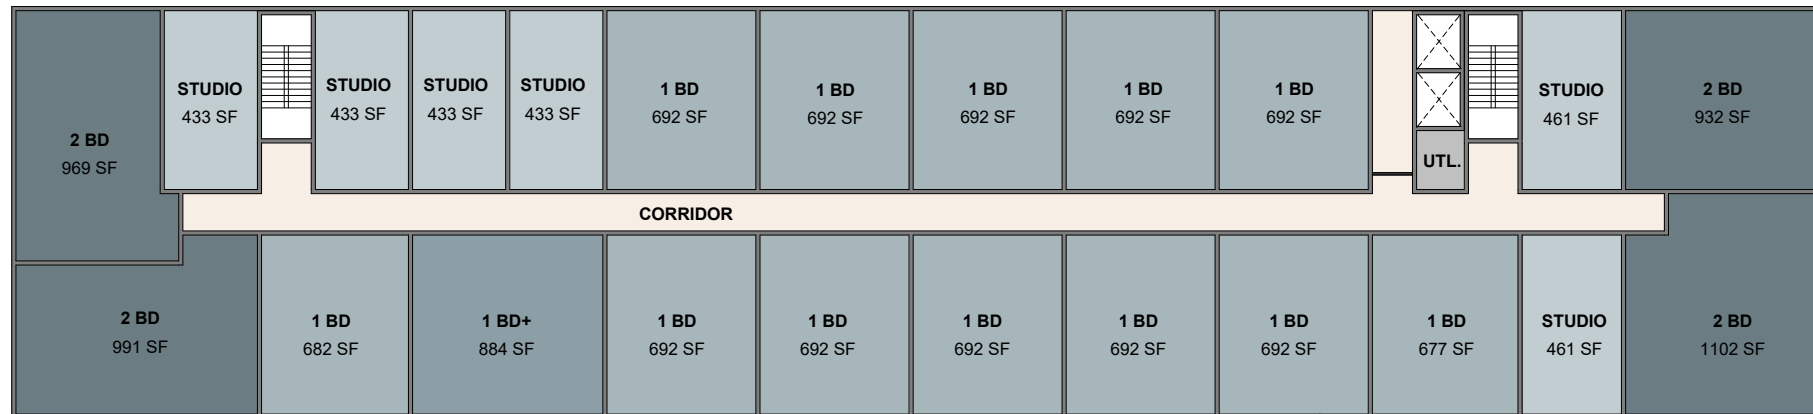 2 BD
969 SF
STUDIO
433 SF
STUDIO
433 SF
STUDIO
433 SF
STUDIO
433 SF
1 BD
692 SF
1 BD
692 SF
1 BD
692 SF
1 BD
692 SF
1 BD
692 SF
UTL.
STUDIO
461 SF
2 BD
932 SF
CORRIDOR
2 BD
991 SF
1 BD
682 SF
1 BD+
884 SF
1 BD
692 SF
1 BD
692 SF
1 BD
692 SF
1 BD
692 SF
1 BD
692 SF
1 BD
677 SF
STUDIO
461 SF
2 BD
1102 SF